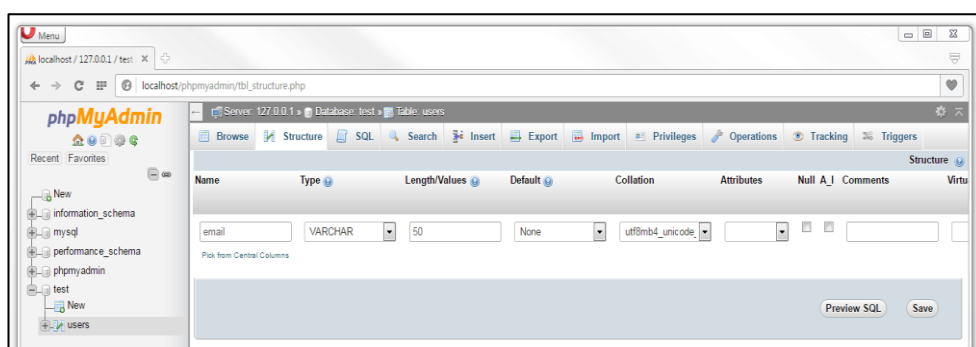 Menu
localhost / 127.0.0.1 / test
localhost/phpmyadmin/tbl_structure.php
phpMyAdmin
Recent Favorites
New
information_schema
mysql
performance_schema
phpmyadmin
test
New
users
Server: 127.0.0.1 » Database: test » Table: users
Browse Structure SQL Search Insert Export Import Privileges Operations Tracking Triggers
Structure
Name Type Length/Values Default Collation Attributes Null A_I Comments Virtu
email VARCHAR 50 None utf8mb4_unicode_
Pick from Central Columns
Preview SQL Save